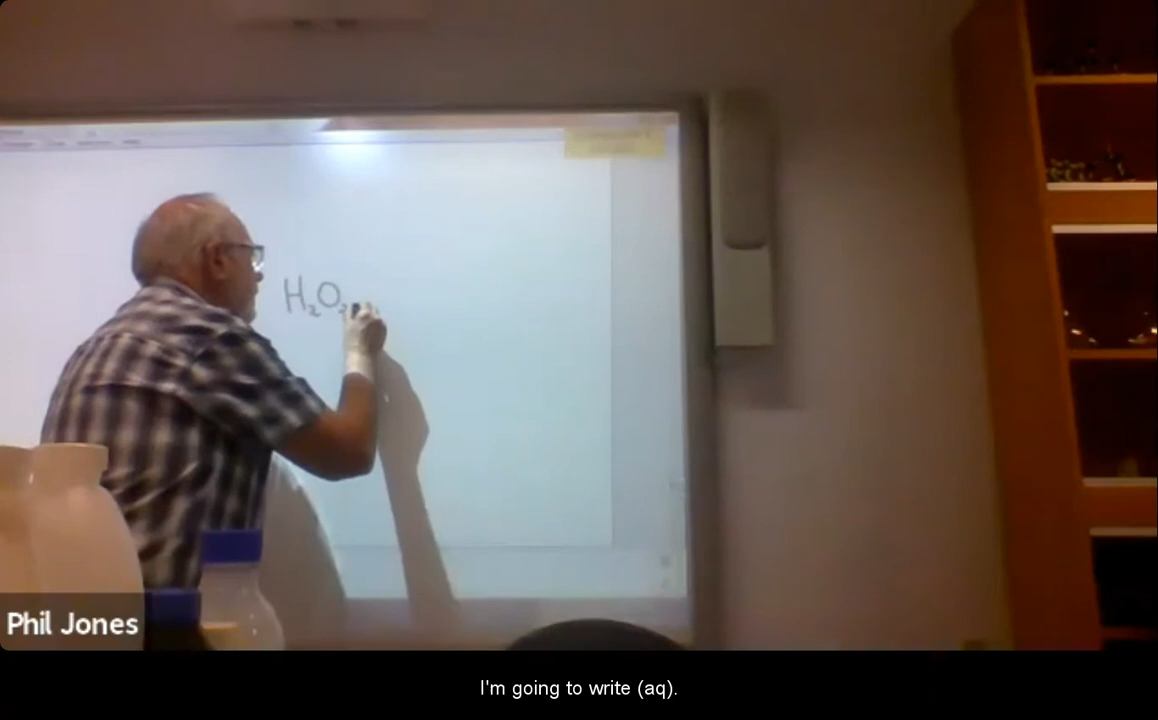 H₂O₂
Phil Jones
I'm going to write (aq).